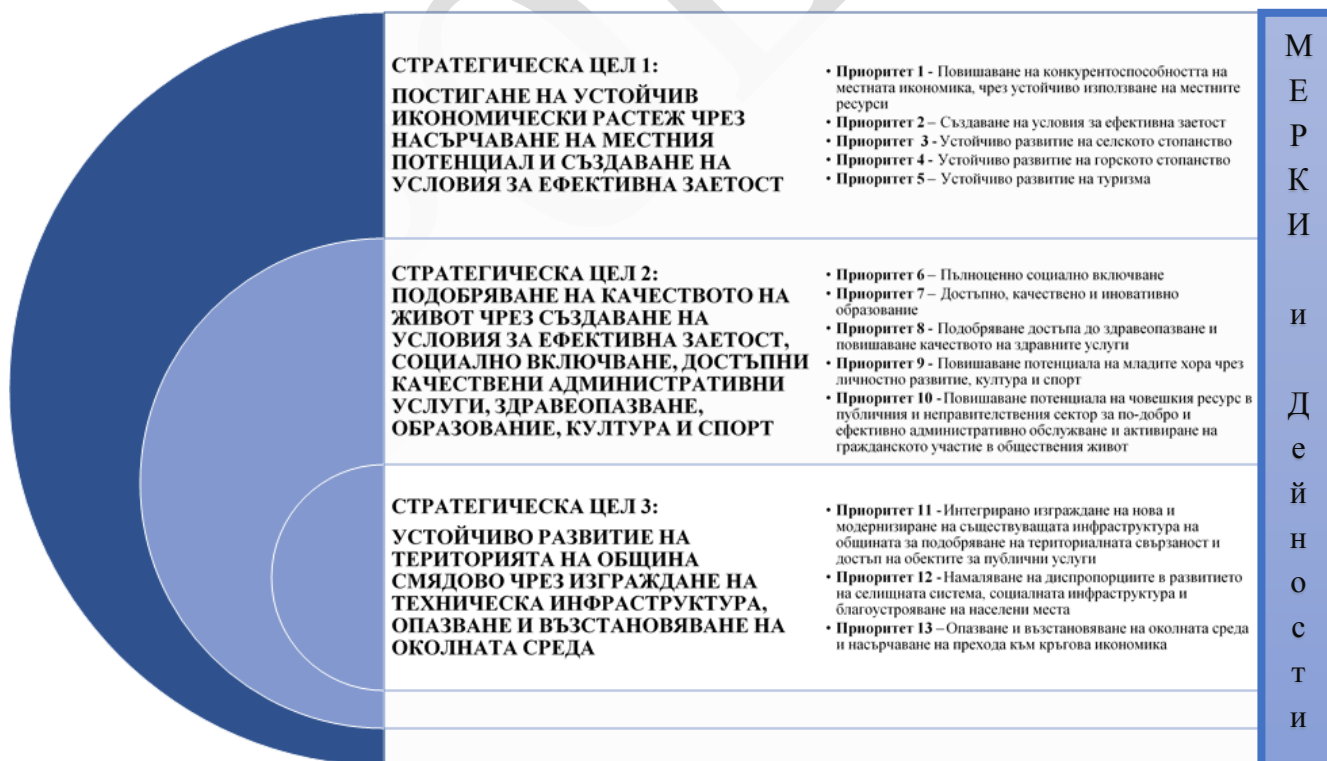 СТРАТЕГИЧЕСКА ЦЕЛ 1:
ПОСТИГАНЕ НА УСТОЙЧИВ
ИКОНОМИЧЕСКИ РАСТЕЖ ЧРЕЗ
НАСЪРЧАВАНЕ НА МЕСТНИЯ
ПОТЕНЦИАЛ И СЪЗДАВАНЕ НА
УСЛОВИЯ ЗА ЕФЕКТИВНА ЗАЕТОСТ
• Приоритет 1 - Повишаване на конкурентоспособността на
местната икономика, чрез устойчиво използване на местните
ресурси
• Приоритет 2 – Създаване на условия за ефективна заетост
• Приоритет 3 - Устойчиво развитие на селското стопанство
• Приоритет 4 - Устойчиво развитие на горското стопанство
• Приоритет 5 – Устойчиво развитие на туризма
СТРАТЕГИЧЕСКА ЦЕЛ 2:
ПОДОБРЯВАНЕ НА КАЧЕСТВОТО НА
ЖИВОТ ЧРЕЗ СЪЗДАВАНЕ НА
УСЛОВИЯ ЗА ЕФЕКТИВНА ЗАЕТОСТ,
СОЦИАЛНО ВКЛЮЧВАНЕ, ДОСТЪПНИ
КАЧЕСТВЕНИ АДМИНИСТРАТИВНИ
УСЛУГИ, ЗДРАВЕОПАЗВАНЕ,
ОБРАЗОВАНИЕ, КУЛТУРА И СПОРТ
• Приоритет 6 – Пълноценно социално включване
• Приоритет 7 – Достъпно, качествено и иновативно
образование
• Приоритет 8 - Подобряване достъпа до здравеопазване и
повишаване качеството на здравните услуги
• Приоритет 9 - Повишаване потенциала на младите хора чрез
личностно развитие, култура и спорт
• Приоритет 10 - Повишаване потенциала на човешкия ресурс в
публичния и неправителствения сектор за по-добро и
ефективно административно обслужване и активиране на
гражданското участие в обществения живот
СТРАТЕГИЧЕСКА ЦЕЛ 3:
УСТОЙЧИВО РАЗВИТИЕ НА
ТЕРИТОРИЯТА НА ОБЩИНА
СМЯДОВО ЧРЕЗ ИЗГРАЖДАНЕ НА
ТЕХНИЧЕСКА ИНФРАСТРУКТУРА,
ОПАЗВАНЕ И ВЪЗСТАНОВЯВАНЕ НА
ОКОЛНАТА СРЕДА
• Приоритет 11 - Интегрирано изграждане на нова и
модернизиране на съществуващата инфраструктура на
общината за подобряване на териториалната свързаност и
достъп на обектите за публични услуги
• Приоритет 12 - Намаляване на диспропорциите в развитието
на селищната система, социалната инфраструктура и
благоустрояване на населени места
• Приоритет 13 – Опазване и възстановяване на околната среда
и насърчаване на прехода към кръгова икономика
МЕРКИ и Дейности